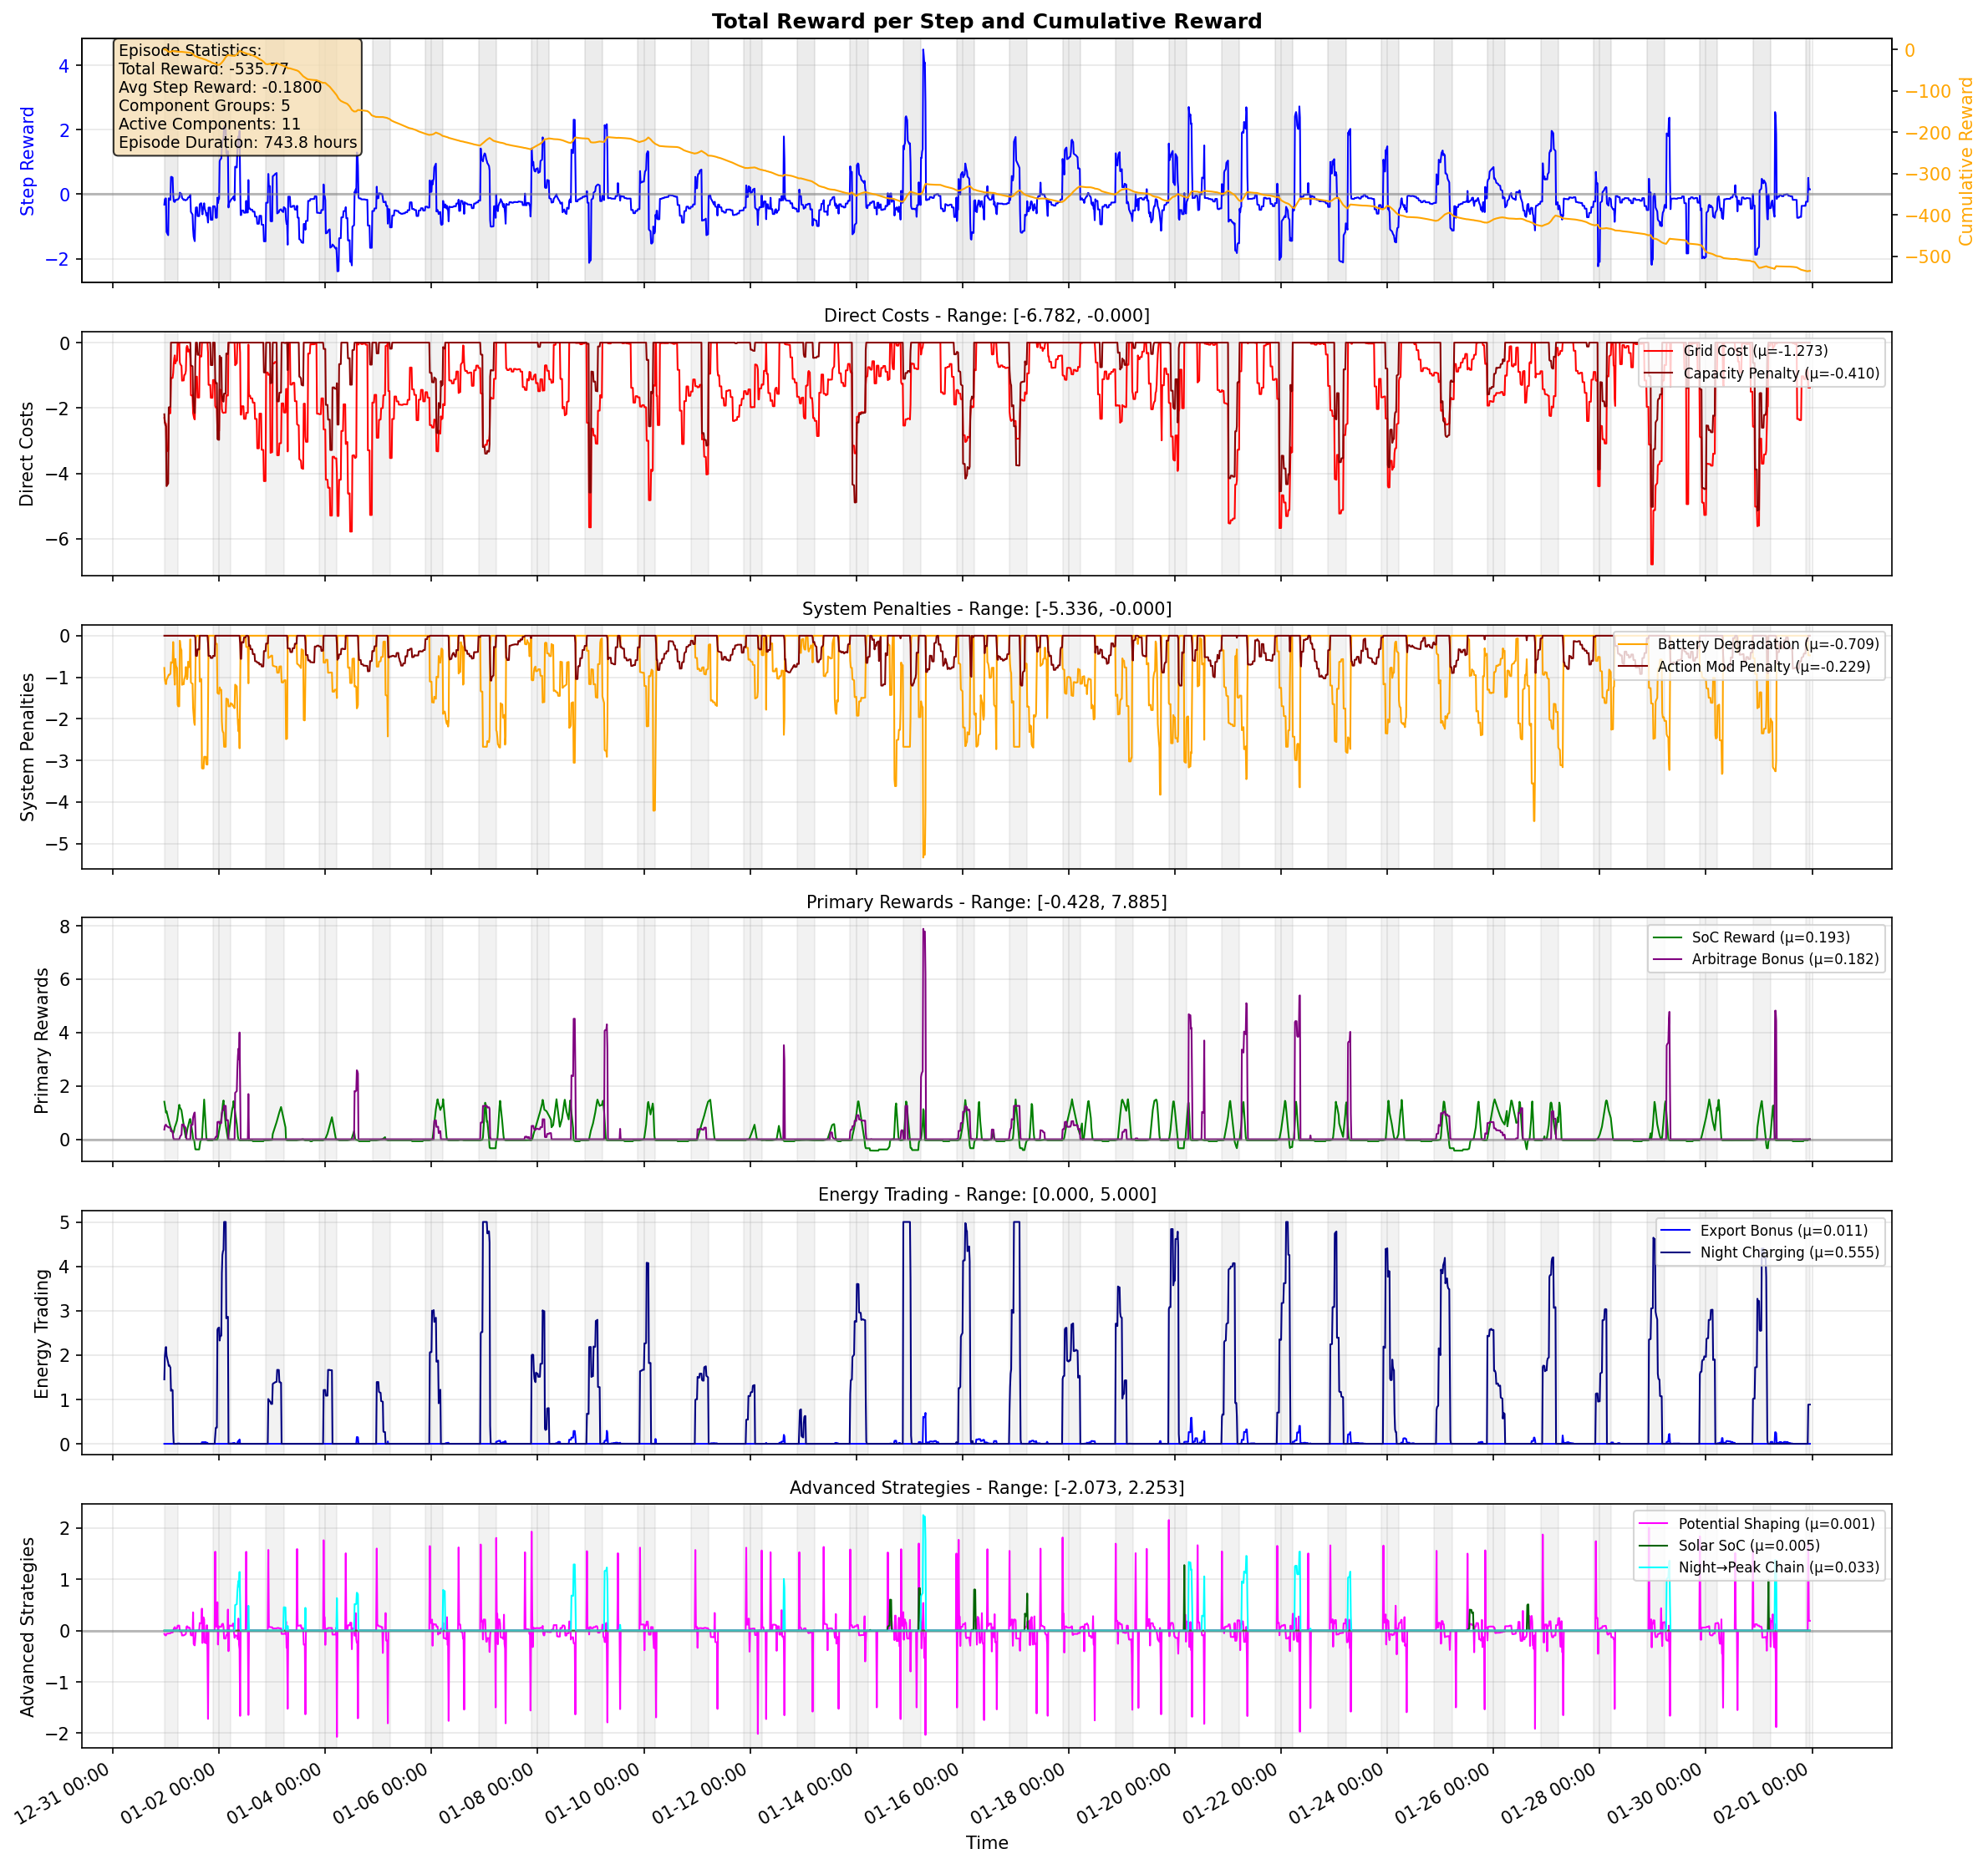 Total Reward per Step and Cumulative Reward
Episode Statistics:
Total Reward: -535.77
Avg Step Reward: -0.1800
Component Groups: 5
Active Components: 11
Episode Duration: 743.8 hours
Step Reward
4
2
0
−2
Cumulative Reward
0
−100
−200
−300
−400
−500
Direct Costs - Range: [-6.782, -0.000]
Direct Costs
0
−2
−4
−6
Grid Cost (μ=-1.273)
Capacity Penalty (μ=-0.410)
System Penalties - Range: [-5.336, -0.000]
System Penalties
0
−1
−2
−3
−4
−5
Battery Degradation (μ=-0.709)
Action Mod Penalty (μ=-0.229)
Primary Rewards - Range: [-0.428, 7.885]
Primary Rewards
8
6
4
2
0
SoC Reward (μ=0.193)
Arbitrage Bonus (μ=0.182)
Energy Trading - Range: [0.000, 5.000]
Energy Trading
5
4
3
2
1
0
Export Bonus (μ=0.011)
Night Charging (μ=0.555)
Advanced Strategies - Range: [-2.073, 2.253]
Advanced Strategies
2
1
0
−1
−2
Potential Shaping (μ=0.001)
Solar SoC (μ=0.005)
Night→Peak Chain (μ=0.033)
12-31 00:00
01-02 00:00
01-04 00:00
01-06 00:00
01-08 00:00
01-10 00:00
01-12 00:00
01-14 00:00
01-16 00:00
01-18 00:00
01-20 00:00
01-22 00:00
01-24 00:00
01-26 00:00
01-28 00:00
01-30 00:00
02-01 00:00
Time